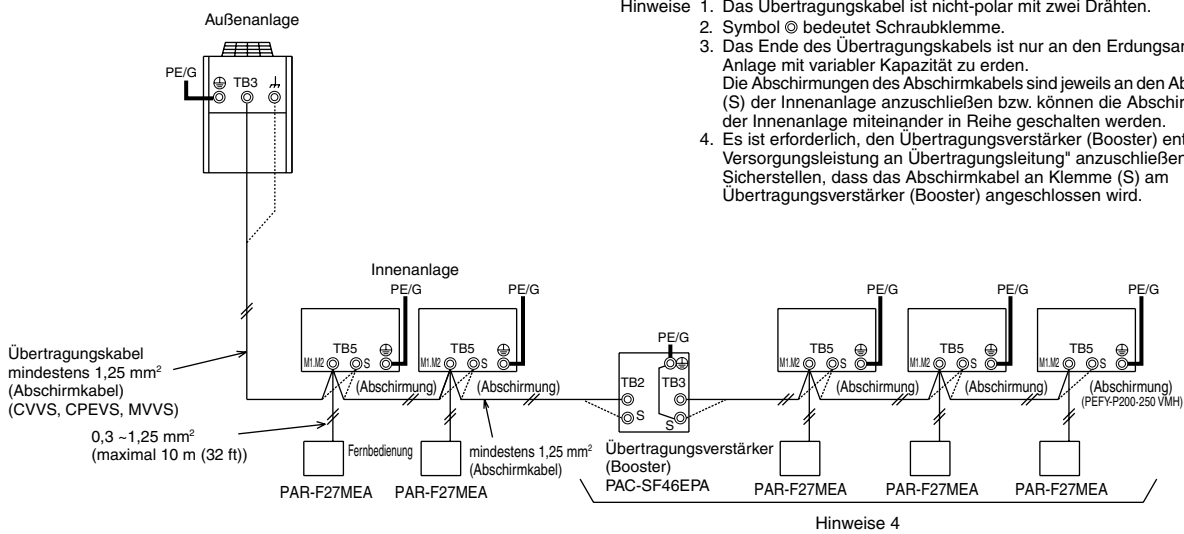 Außenanlage
Hinweise 1. Das Übertragungskabel ist nicht-polar mit zwei Drähten.
2. Symbol ◎ bedeutet Schraubklemme.
3. Das Ende des Übertragungskabels ist nur an den
Anlage mit variabler Kapazität zu erden.
Die Abschirmungen des Abschirmkabels sind jeweils an den
(S) der Innenanlage anzuschließen bzw. können die
der Innenanlage miteinander in Reihe geschalten werden.
4. Es ist erforderlich, den Übertragungsverstärker (Booster)
Versorgungsleistung an Übertragungsleitung" anzuschließen
Sicherstellen, dass das Abschirmkabel an Klemme (S) am
Übertragungsverstärker (Booster) angeschlossen wird.
PE/G
TB3
Innenanlage
PE/G PE/G PE/G PE/G PE/G
PE/G
TB5 TB5 TB5 TB5 TB5
M1.M2 S M1.M2 S M1.M2 S M1.M2 S M1.M2 S
TB2 TB3
S S
(Abschirmung) (Abschirmung) (Abschirmung) (Abschirmung) (Abschirmung)
(PEFY-P200-250 VMH)
Übertragungskabel
mindestens 1,25 mm²
(Abschirmkabel)
(CVVS, CPEVS, MVVS)
0,3 ~1,25 mm²
(maximal 10 m (32 ft))
Fernbedienung
mindestens 1,25 mm²
(Abschirmkabel)
Übertragungsverstärker
(Booster)
PAC-SF46EPA
PAR-F27MEA PAR-F27MEA PAR-F27MEA PAR-F27MEA PAR-F27MEA
Hinweise 4